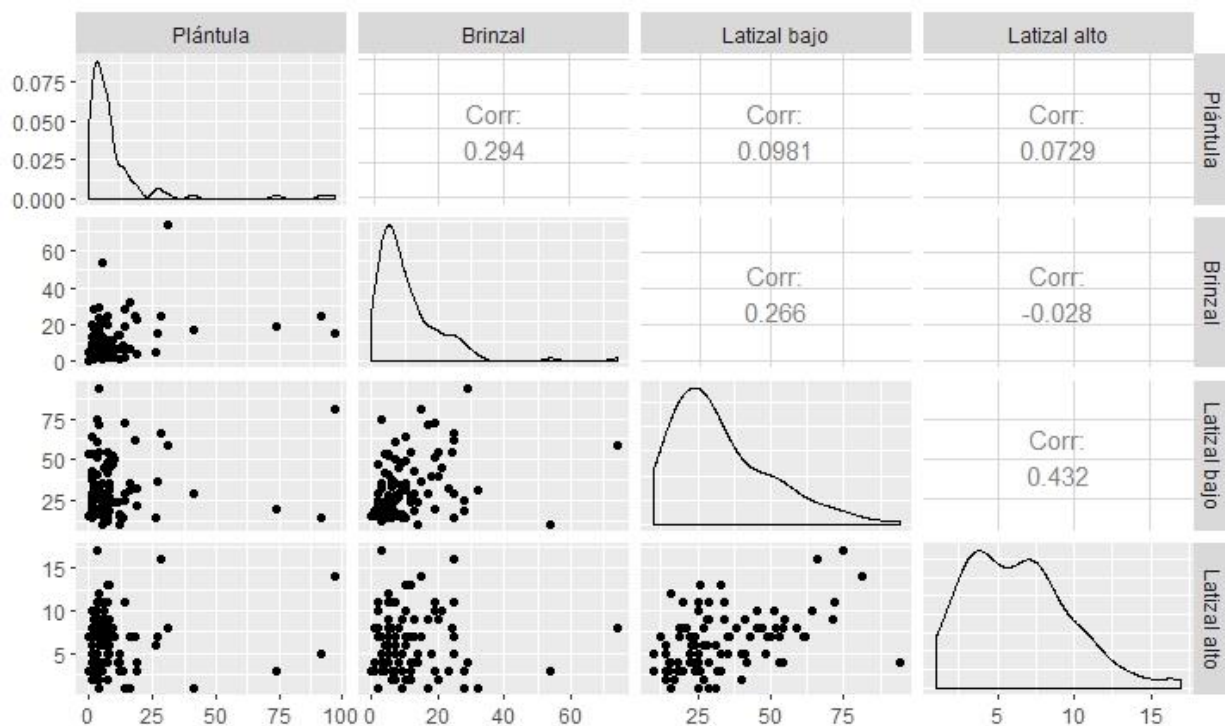 Plántula
Brinzal
Latizal bajo
Latizal alto
0.075
0.050
0.025
0.000
Corr:
0.294
Corr:
0.0981
Corr:
0.0729
Plántula
60
40
20
0
Corr:
0.266
Corr:
-0.028
Brinzal
75
50
25
Corr:
0.432
Latizal bajo
15
10
5
Latizal alto
0 25 50 75 100
0 20 40 60
25 50 75
5 10 15